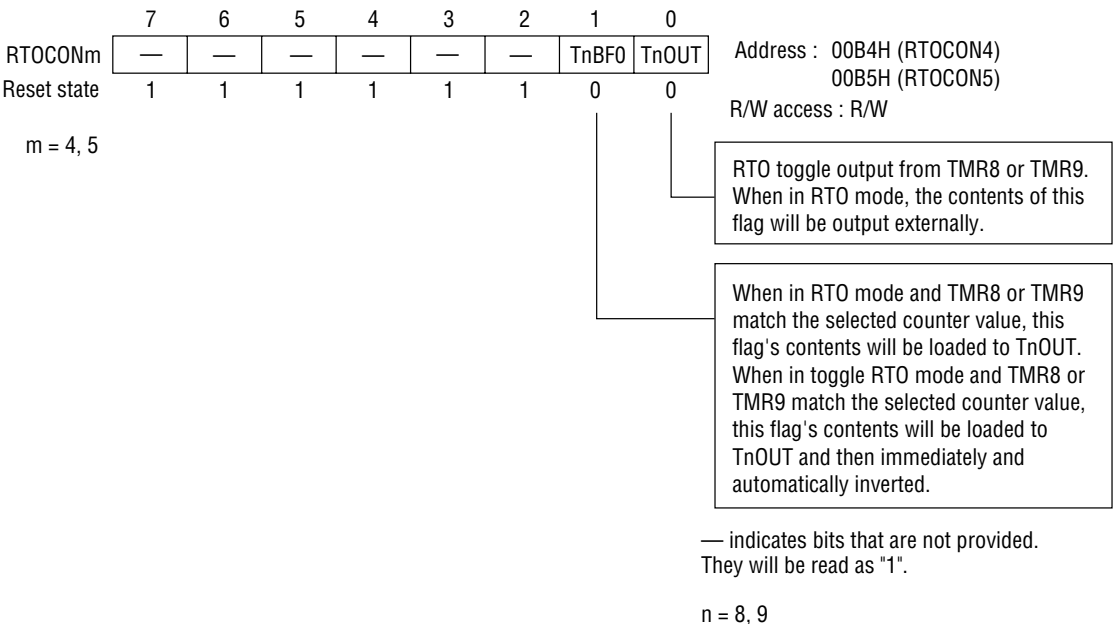 7 6 5 4 3 2 1 0
RTOCONm — — — — — — TnBF0 TnOUT
Reset state 1 1 1 1 1 1 0 0
Address : 00B4H (RTOCON4)
00B5H (RTOCON5)
R/W access : R/W
m = 4, 5
RTO toggle output from TMR8 or TMR9.
When in RTO mode, the contents of this
flag will be output externally.
When in RTO mode and TMR8 or TMR9
match the selected counter value, this
flag's contents will be loaded to TnOUT.
When in toggle RTO mode and TMR8 or
TMR9 match the selected counter value,
this flag's contents will be loaded to
TnOUT and then immediately and
automatically inverted.
— indicates bits that are not provided.
They will be read as "1".
n = 8, 9